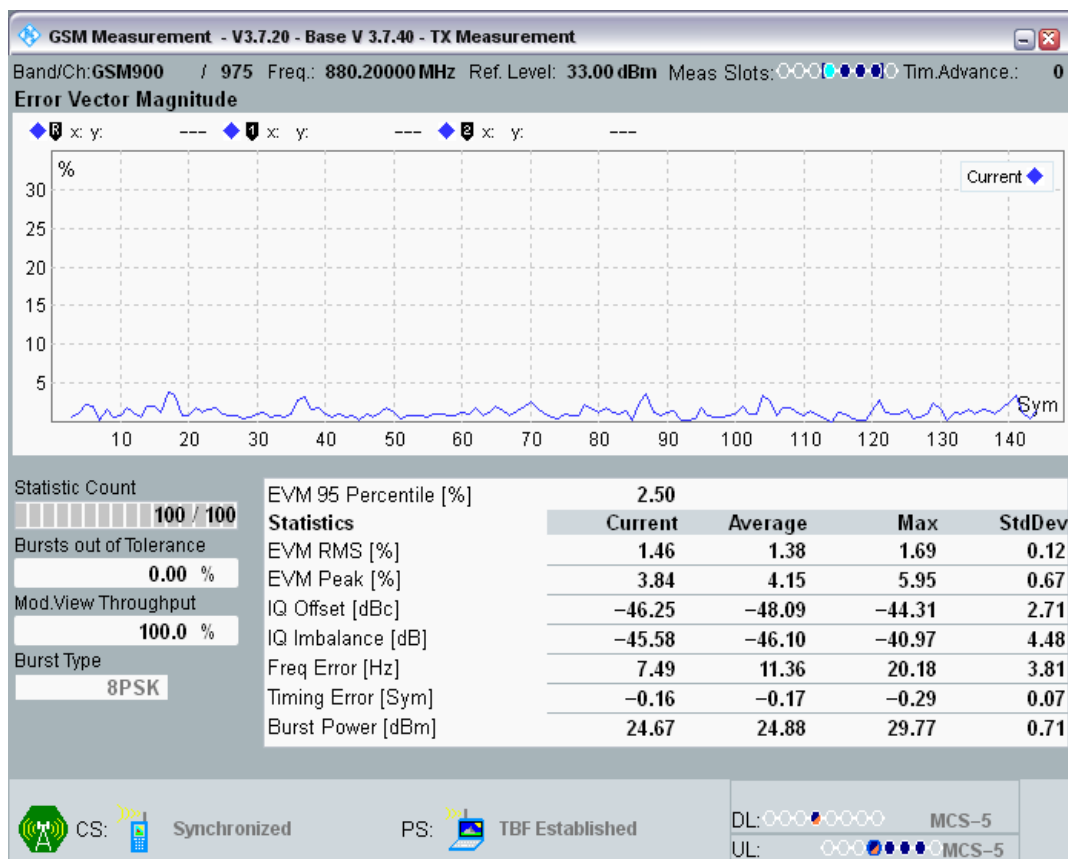 GSM Measurement - V3.7.20 - Base V 3.7.40 - TX Measurement
Band/Ch:GSM900 / 975 Freq.: 880.20000 MHz Ref. Level: 33.00 dBm Meas Slots: Tim.Advance.: 0
Error Vector Magnitude
R x: y: --- 1 x: y: --- 2 x: y: ---
%
Current
30
25
20
15
10
5
Sym
10 20 30 40 50 60 70 80 90 100 110 120 130 140
Statistic Count
100 / 100
Bursts out of Tolerance
0.00 %
Mod.View Throughput
100.0 %
Burst Type
8PSK
EVM 95 Percentile [%] 2.50
Statistics Current Average Max StdDev
EVM RMS [%] 1.46 1.38 1.69 0.12
EVM Peak [%] 3.84 4.15 5.95 0.67
IQ Offset [dBc] −46.25 −48.09 −44.31 2.71
IQ Imbalance [dB] −45.58 −46.10 −40.97 4.48
Freq Error [Hz] 7.49 11.36 20.18 3.81
Timing Error [Sym] −0.16 −0.17 −0.29 0.07
Burst Power [dBm] 24.67 24.88 29.77 0.71
CS: Synchronized PS: TBF Established
DL: MCS−5
UL: MCS−5